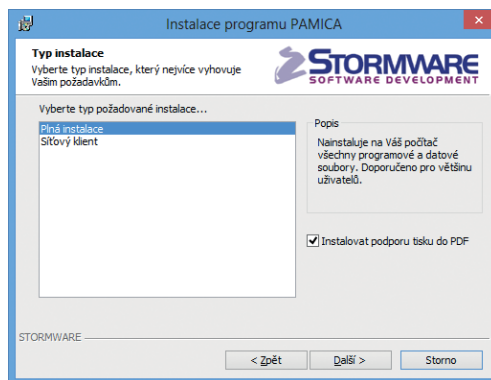 Instalace programu PAMICA
Typ instalace
Vyberte typ instalace, který nejvíce vyhovuje
Vašim požadavkům.
STORMWARE
SOFTWARE DEVELOPMENT
Vyberte typ požadované instalace...
Plná instalace
Síťový klient
Popis
Nainstaluje na Váš počítač
všechny programové a datové
soubory. Doporučeno pro většinu
uživatelů.
Instalovat podporu tisku do PDF
STORMWARE
< Zpět
Další >
Storno